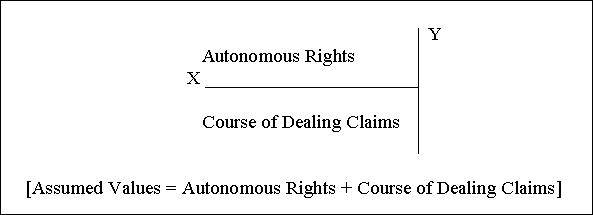 Y
Autonomous Rights
X
Course of Dealing Claims
[Assumed Values = Autonomous Rights + Course of Dealing Claims]